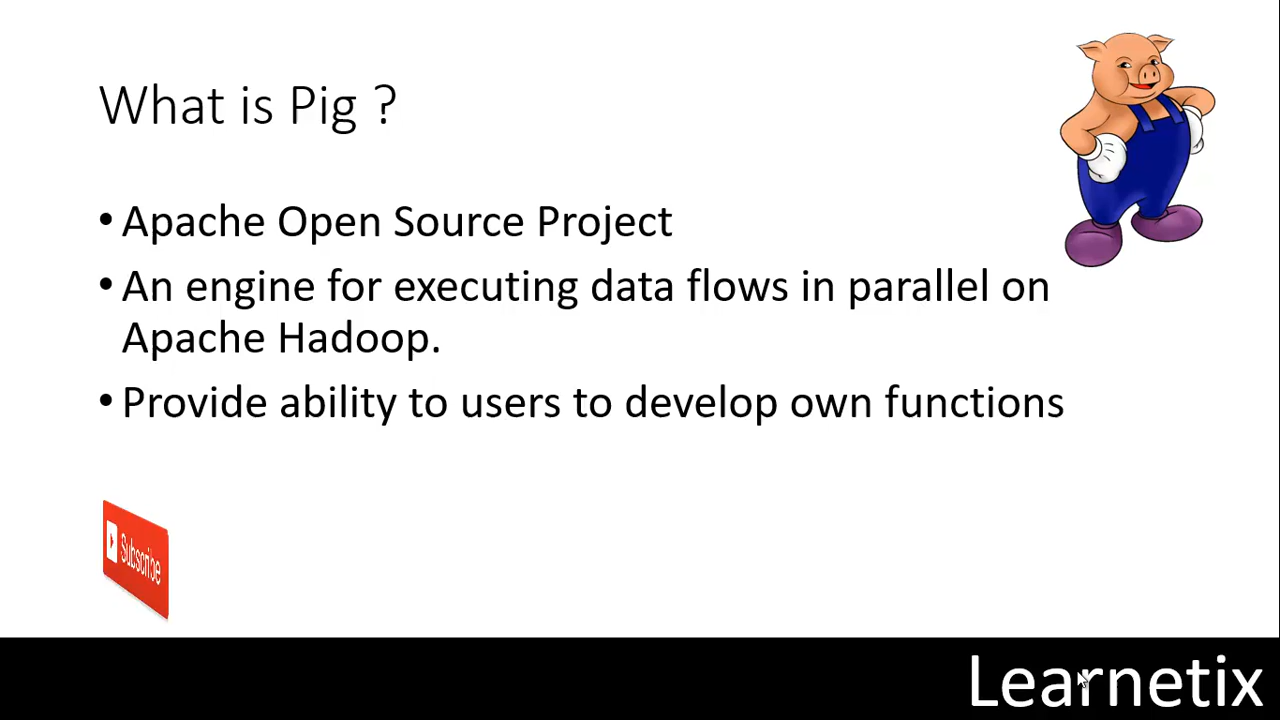 What is Pig ?
• Apache Open Source Project
• An engine for executing data flows in parallel on
Apache Hadoop.
• Provide ability to users to develop own functions
Subscribe
Learnetix